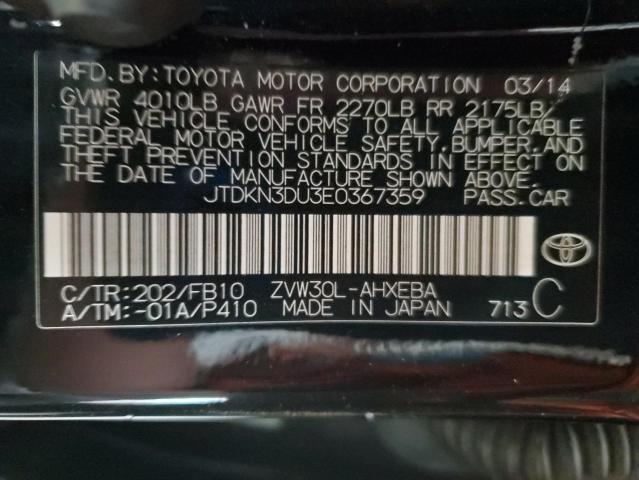 MFD. BY: TOYOTA MOTOR CORPORATION 03/14
GVWR 4010LB GAWR FR 2270LB RR 2175LB
THIS VEHICLE CONFORMS TO ALL APPLICABLE
FEDERAL MOTOR VEHICLE SAFETY, BUMPER, AND
THEFT PREVENTION STANDARDS IN EFFECT ON
THE DATE OF MANUFACTURE SHOWN ABOVE.
JTDKN3DU3E0367359 PASS. CAR
C/TR: 202/FB10 ZVW30L-AHXEBA
A/TM: -01A/P410 MADE IN JAPAN 713 C